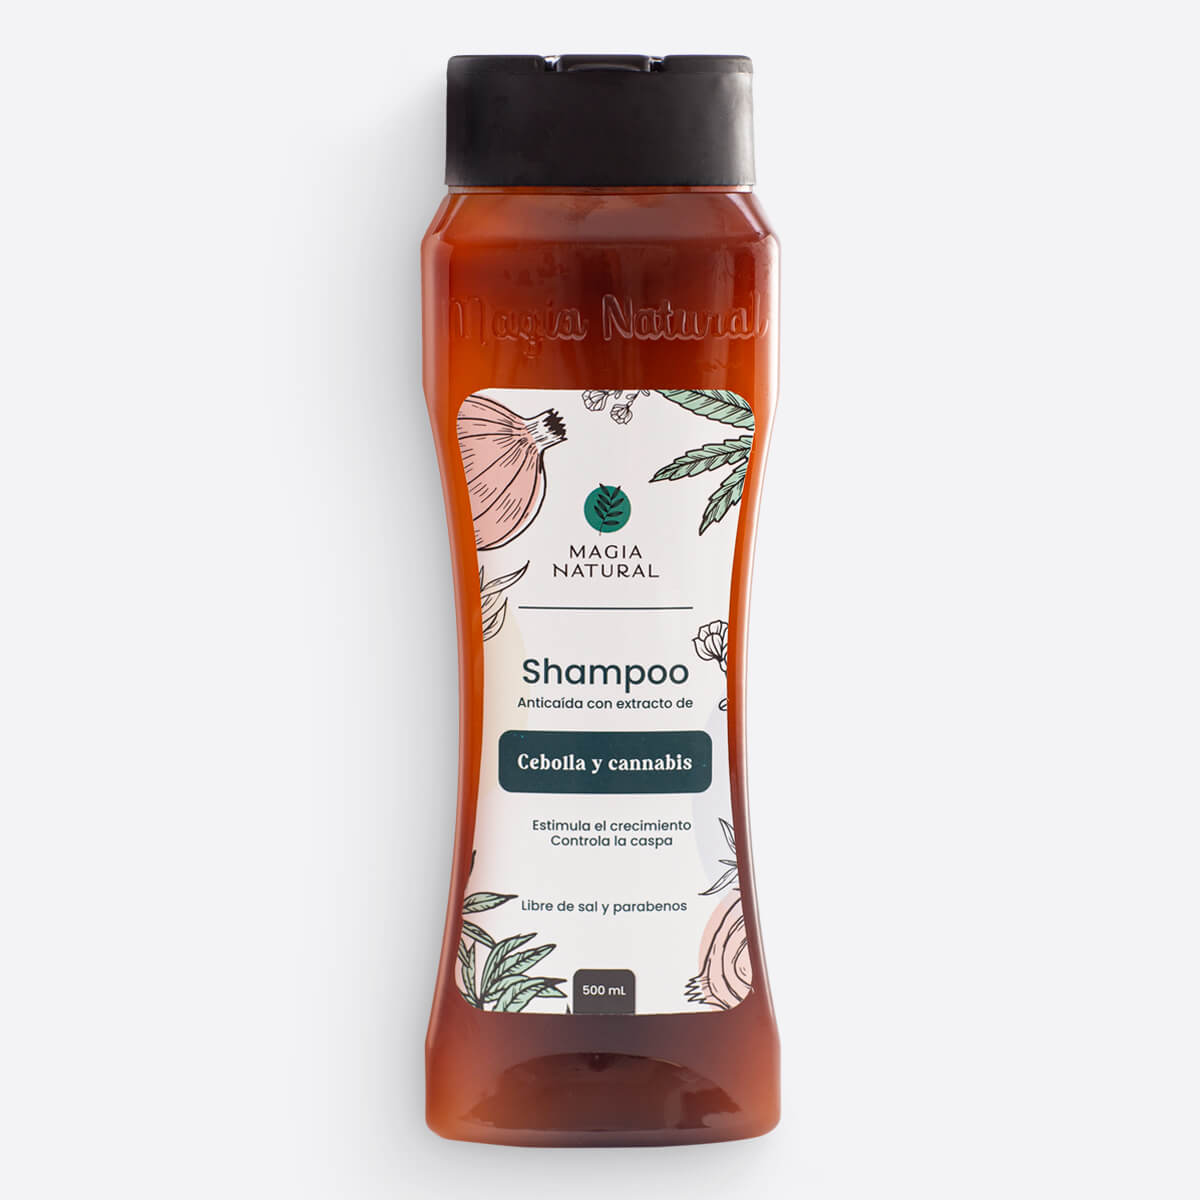 Magia Natural
MAGIA
NATURAL
Shampoo
Anticaída con extracto de
Cebolla y cannabis
Estimula el crecimiento
Controla la caspa
Libre de sal y parabenos
500 mL